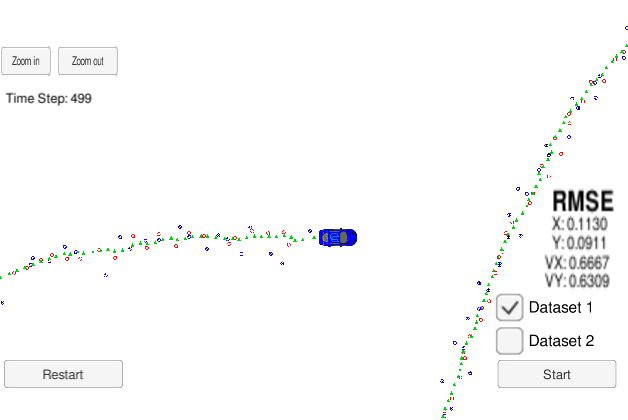 Zoom in
Zoom out
Time Step: 499
RMSE
X: 0.1130
Y: 0.0911
VX: 0.6667
VY: 0.6309
Dataset 1
Dataset 2
Restart
Start